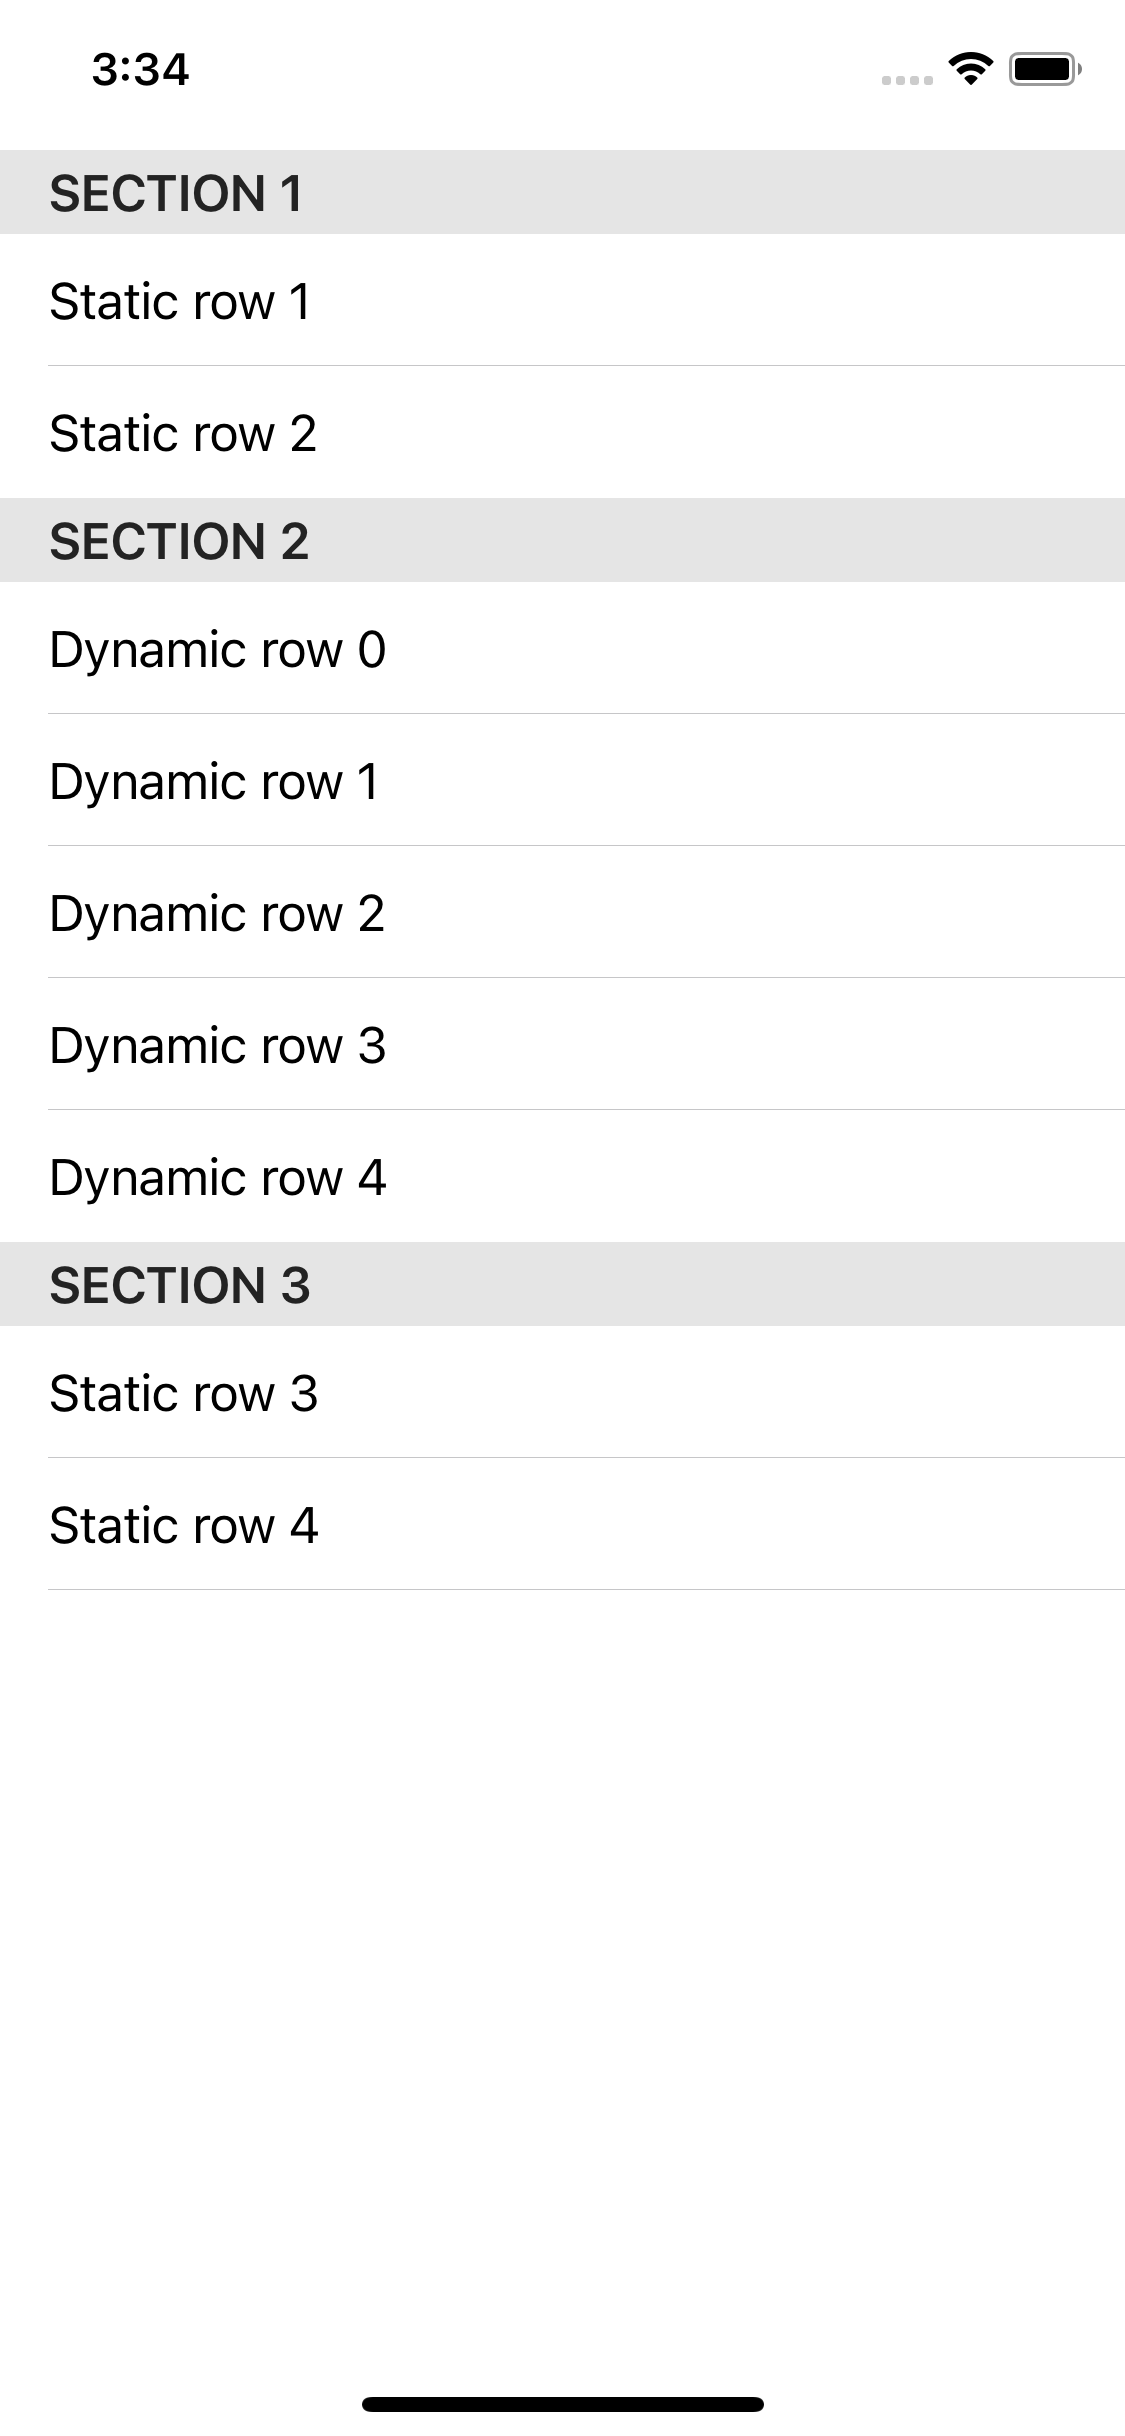 3:34
SECTION 1
Static row 1
Static row 2
SECTION 2
Dynamic row 0
Dynamic row 1
Dynamic row 2
Dynamic row 3
Dynamic row 4
SECTION 3
Static row 3
Static row 4